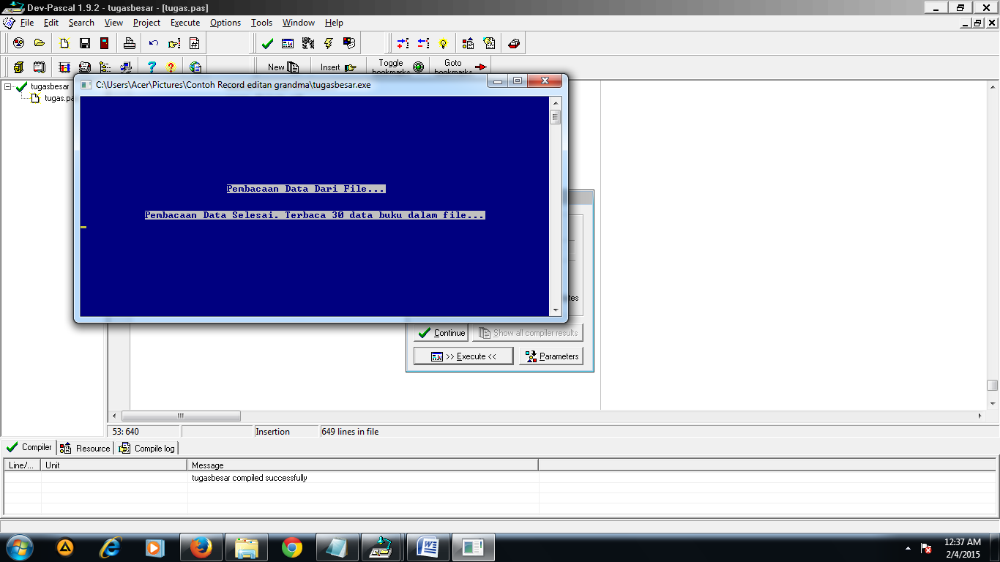 Dev-Pascal 1.9.2 - tugasbesar - [tugas.pas]
File Edit Search View Project Execute Options Tools Window Help
New Insert Toggle bookmarks Goto bookmarks
tugasbesar
tugas.pa
C:\Users\Acer\Pictures\Contoh Record editan grandma\tugasbesar.exe
Pembacaan Data Dari File...
Pembacaan Data Selesai. Terbaca 30 data buku dalam file...
Continue Show all compiler results
>> Execute << Parameters
53: 640 Insertion 649 lines in file
Compiler Resource Compile log
Line/... Unit Message
tugasbesar compiled successfully
12:37 AM
2/4/2015